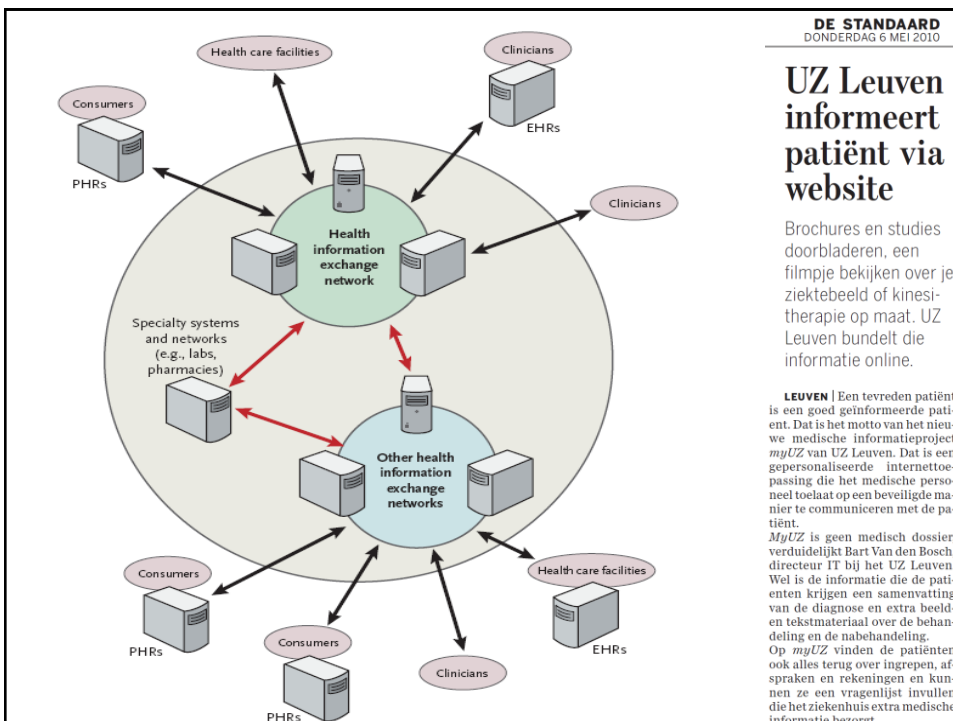 Health care facilities
Clinicians
Consumers
EHRs
PHRs
Clinicians
Health
information
exchange
network
Specialty systems
and networks
(e.g., labs,
pharmacies)
Other health
information
exchange
networks
Consumers
Health care facilities
PHRs
Consumers
EHRs
Clinicians
PHRs
DE STANDAARD
DONDERDAG 6 MEI 2010
UZ Leuven
informeert
patiënt via
website
Brochures en studies
doorbladeren, een
filmpje bekijken over je
ziektebeeld of kinesi-
therapie op maat. UZ
Leuven bundelt die
informatie online.
LEUVEN | Een tevreden patiënt
is een goed geïnformeerde pati-
ent. Dat is het motto van het nieu-
we medische informatieproject
myUZ van UZ Leuven. Dat is een
gepersonaliseerde internettoe-
passing die het medische perso-
neel toelaat op een beveiligde ma-
nier te communiceren met de pa-
tiënt.
MyUZ is geen medisch dossier,
verduidelijkt Bart Van den Bosch,
directeur IT bij het UZ Leuven.
Wel is de informatie die de pati-
enten krijgen een samenvatting
van de diagnose en extra beeld-
en tekstmateriaal over de behan-
deling en de nabehandeling.
Op myUZ vinden de patiënten
ook alles terug over ingrepen, af-
spraken en rekeningen en kun-
nen ze een vragenlijst invullen
die het ziekenhuis extra medische
informatie bezorgt.